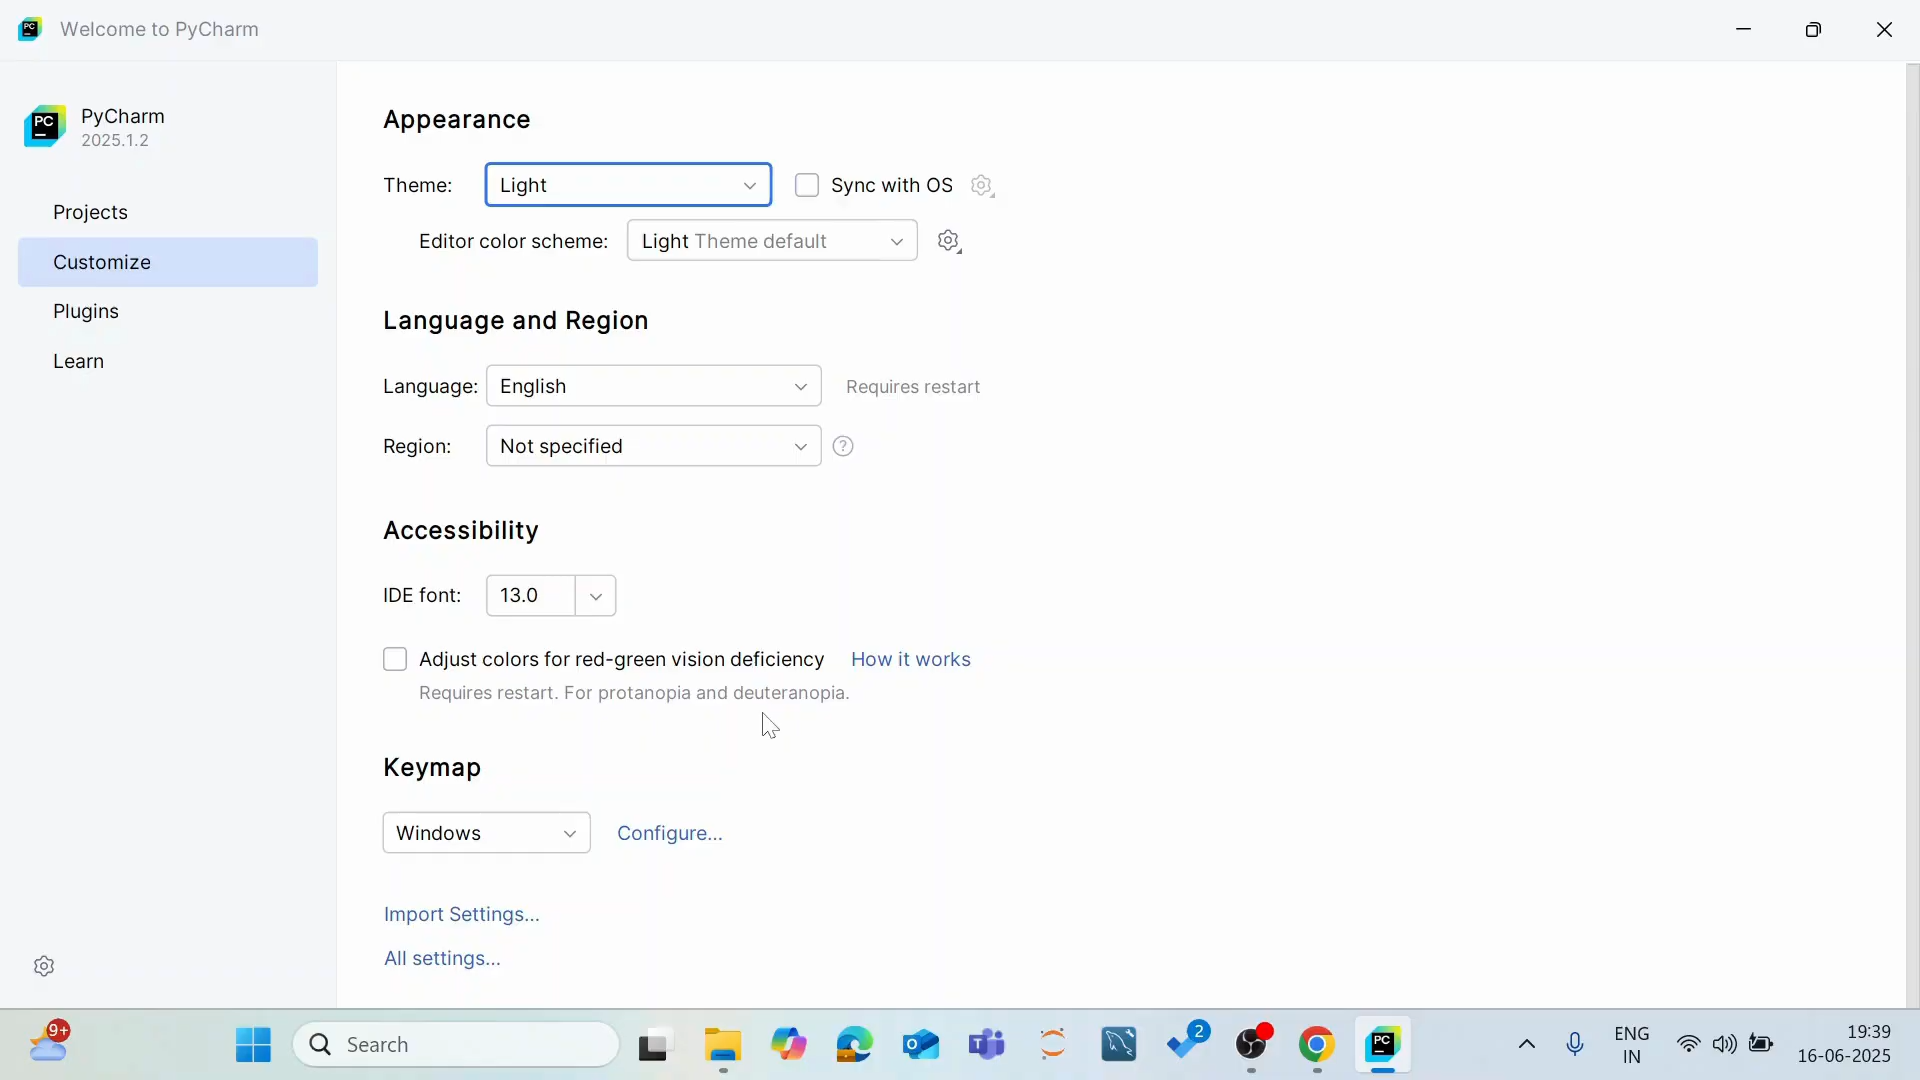 Welcome to PyCharm
PyCharm
2025.1.2
Projects
Customize
Plugins
Learn
Appearance
Theme: Light Sync with OS
Editor color scheme: Light Theme default
Language and Region
Language: English Requires restart
Region: Not specified ?
Accessibility
IDE font: 13.0
Adjust colors for red-green vision deficiency How it works
Requires restart. For protanopia and deuteranopia.
Keymap
Windows Configure...
Import Settings...
All settings...
9+
Search
2
ENG
IN
19:39
16-06-2025